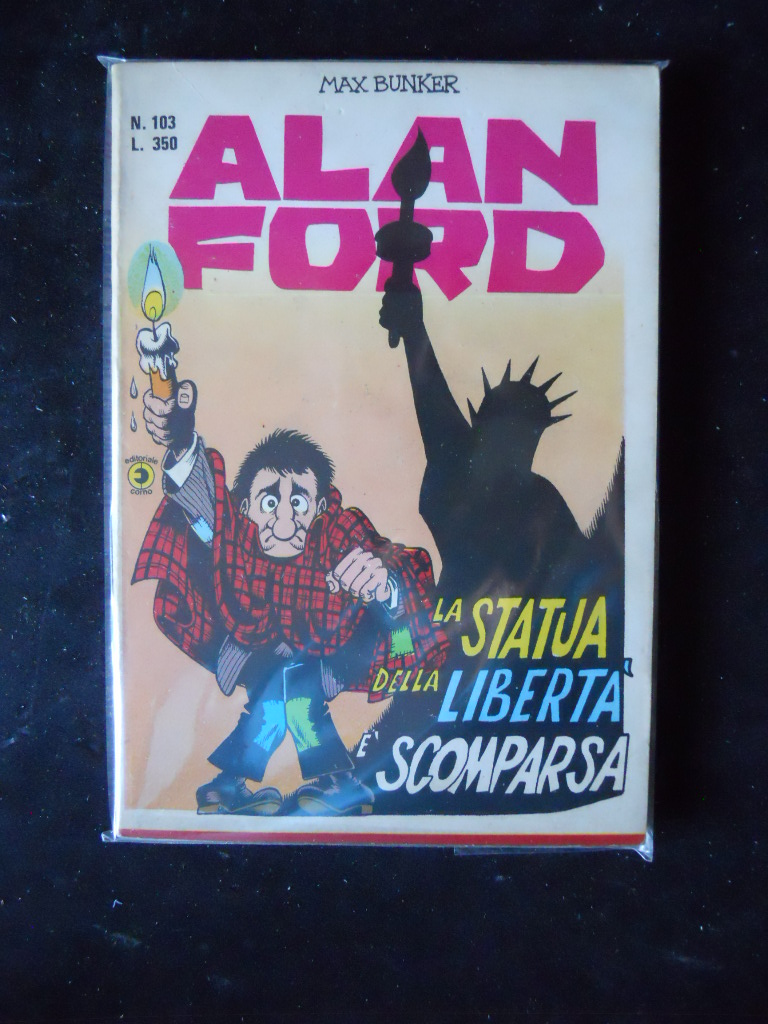 MAX BUNKER
N. 103
L. 350
ALAN
FORD
editoriale
corno
LA STATUA
DELLA LIBERTA'
E' SCOMPARSA